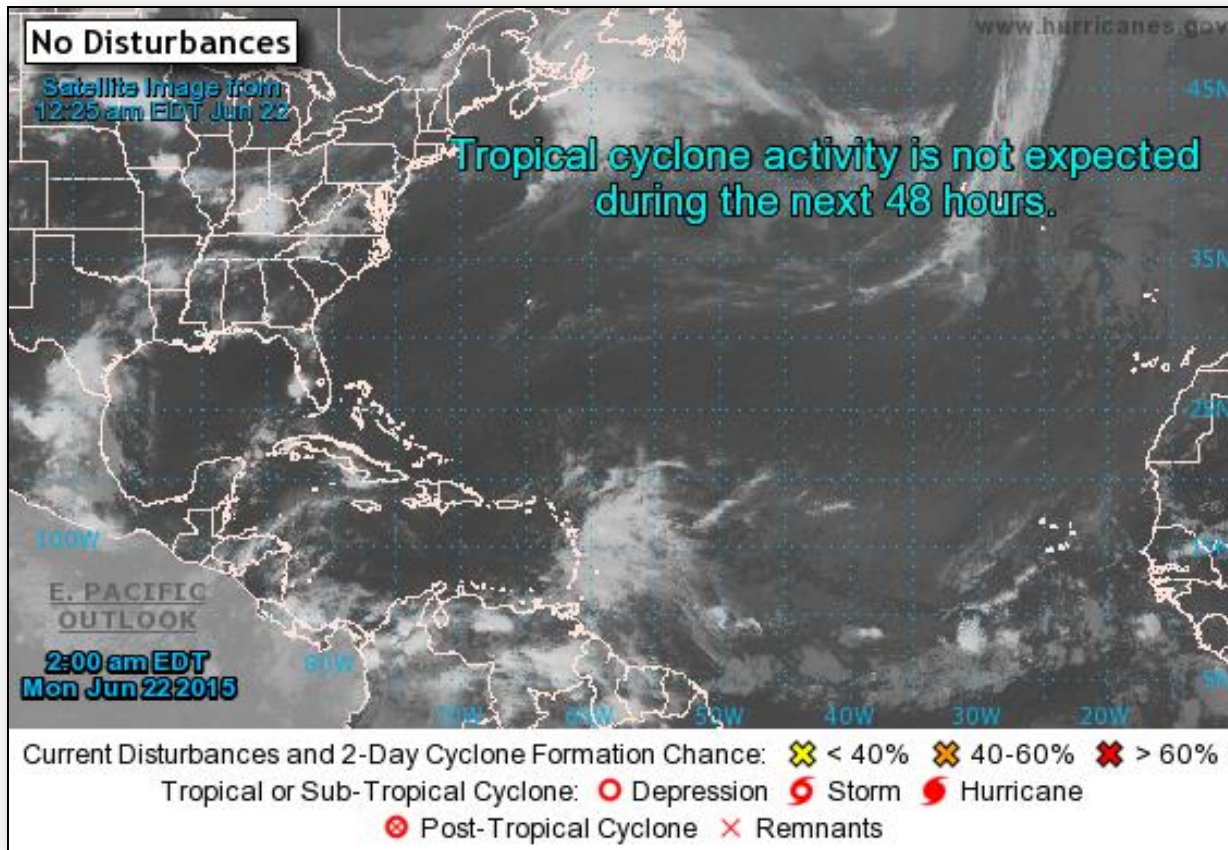 No Disturbances
www.hurricanes.gov
Satellite Image from
12:25 am EDT Jun 22
45N
Tropical cyclone activity is not expected
during the next 48 hours.
35N
25N
100W
15N
E. PACIFIC
OUTLOOK
2:00 am EDT
Mon Jun 22 2015
80W
5N
70W 60W 50W 40W 30W 20W
Current Disturbances and 2-Day Cyclone Formation Chance: < 40% 40-60% > 60%
Tropical or Sub-Tropical Cyclone: Depression Storm Hurricane
Post-Tropical Cyclone Remnants